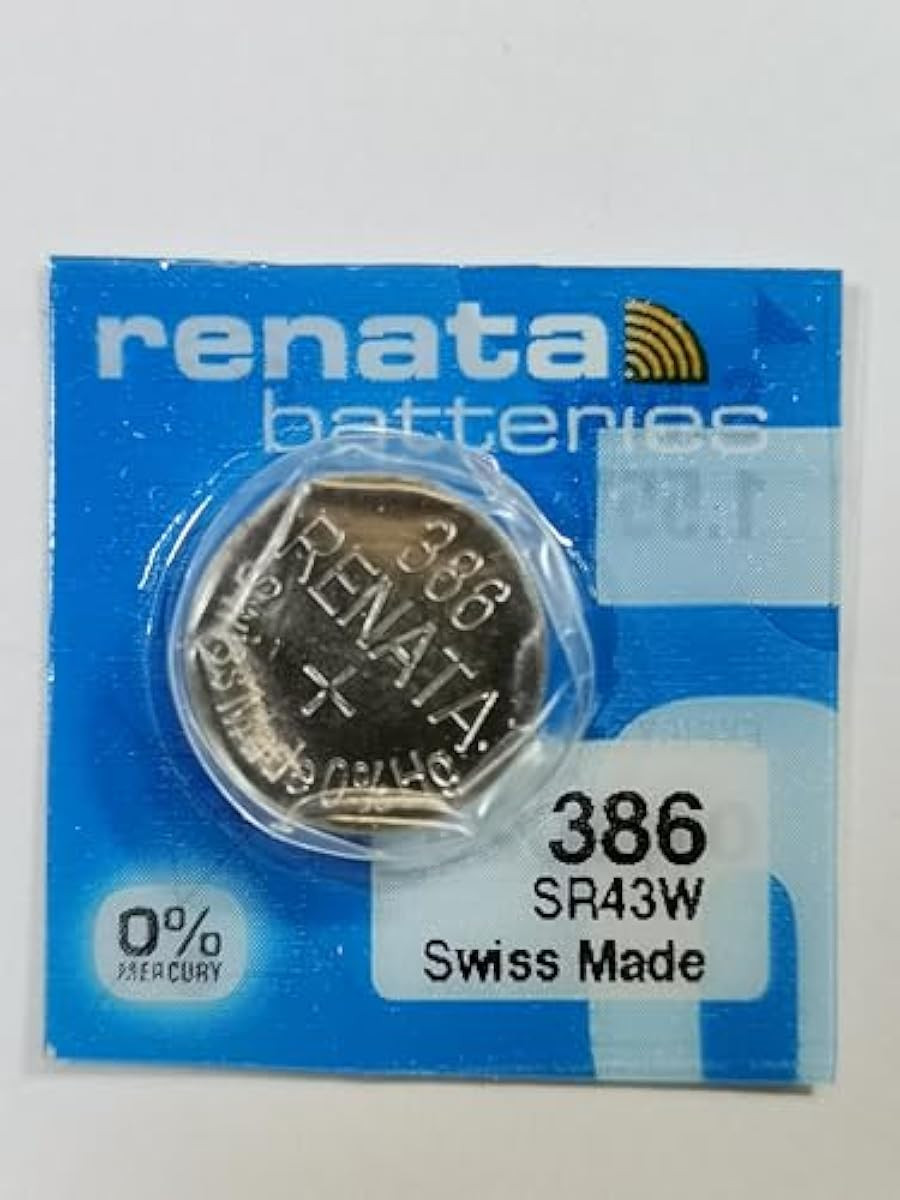 renata
batteries
386
RENATA
+
0%
MERCURY
386
SR43W
Swiss Made